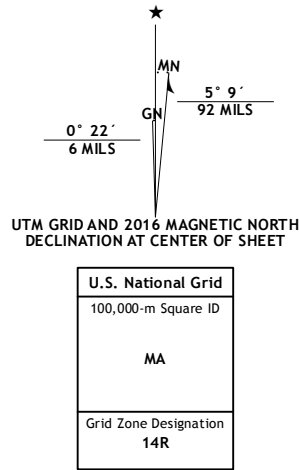 ★
MN
GN
5° 9´
92 MILS
0° 22´
6 MILS
UTM GRID AND 2016 MAGNETIC NORTH
DECLINATION AT CENTER OF SHEET
U.S. National Grid
100,000-m Square ID
MA
Grid Zone Designation
14R